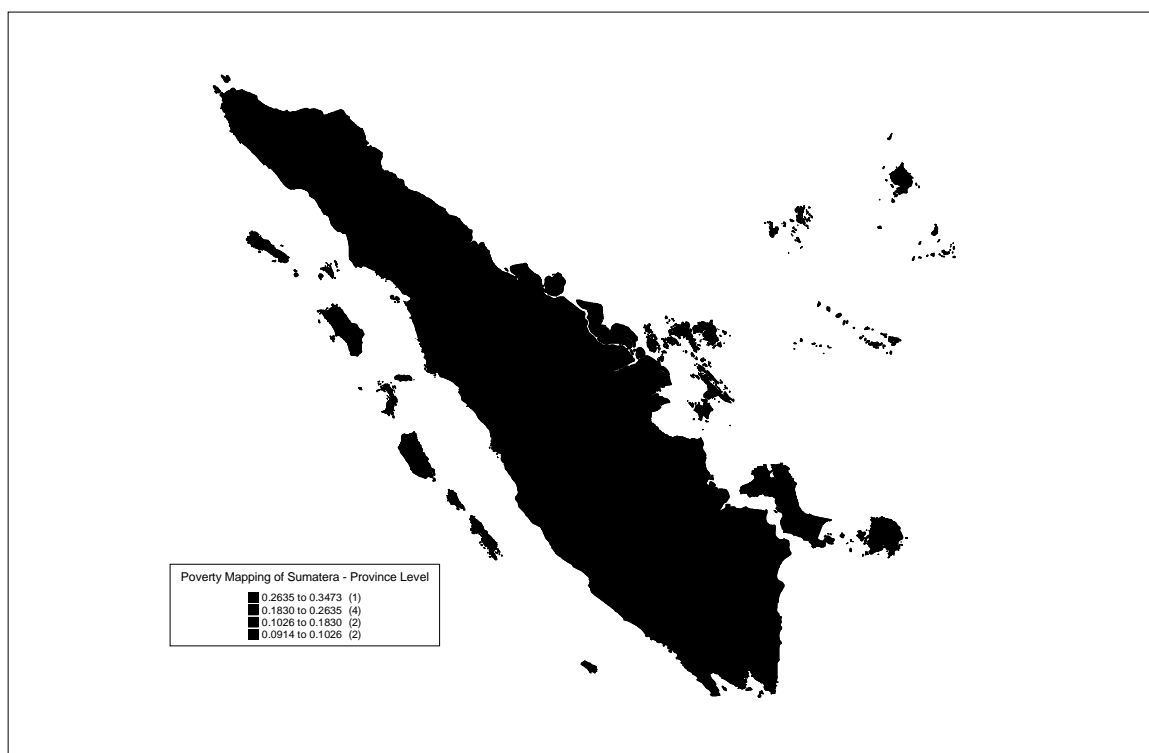 Poverty Mapping of Sumatera - Province Level
0.2635 to 0.3473 (1)
0.1830 to 0.2635 (4)
0.1026 to 0.1830 (2)
0.0914 to 0.1026 (2)